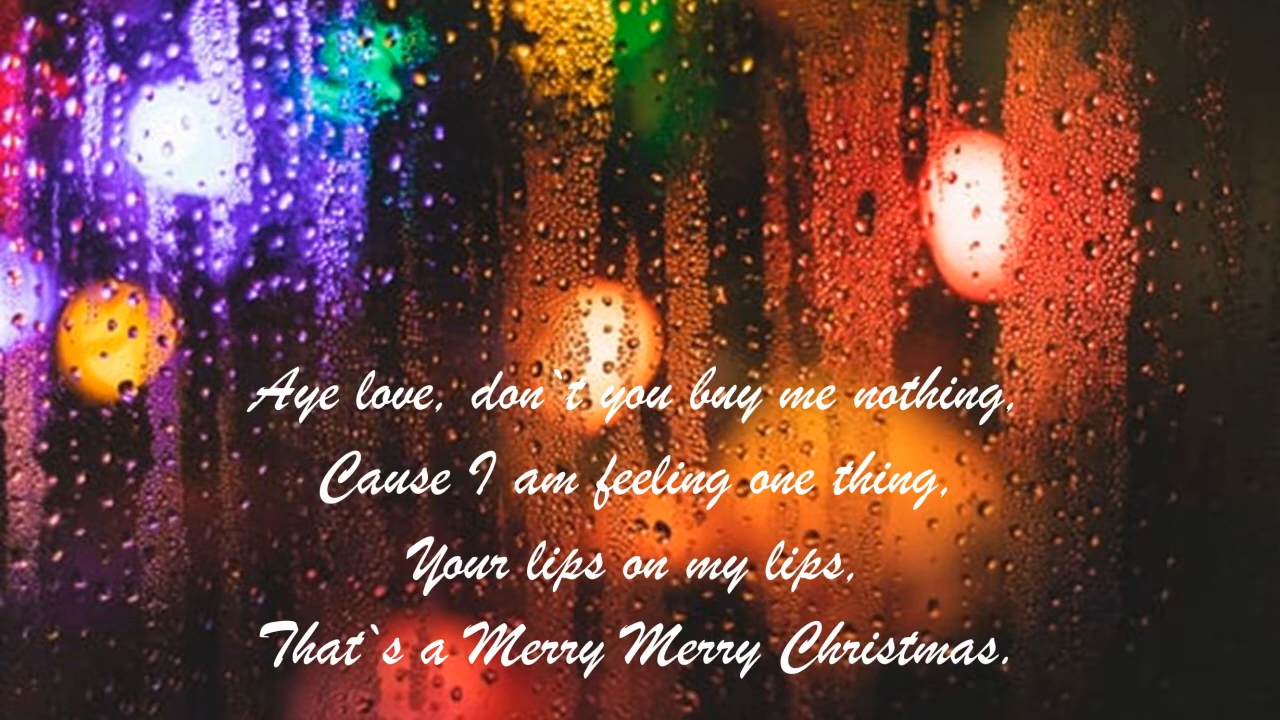 Aye love, don`t you buy me nothing,
Cause I am feeling one thing,
Your lips on my lips,
That`s a Merry Merry Christmas.